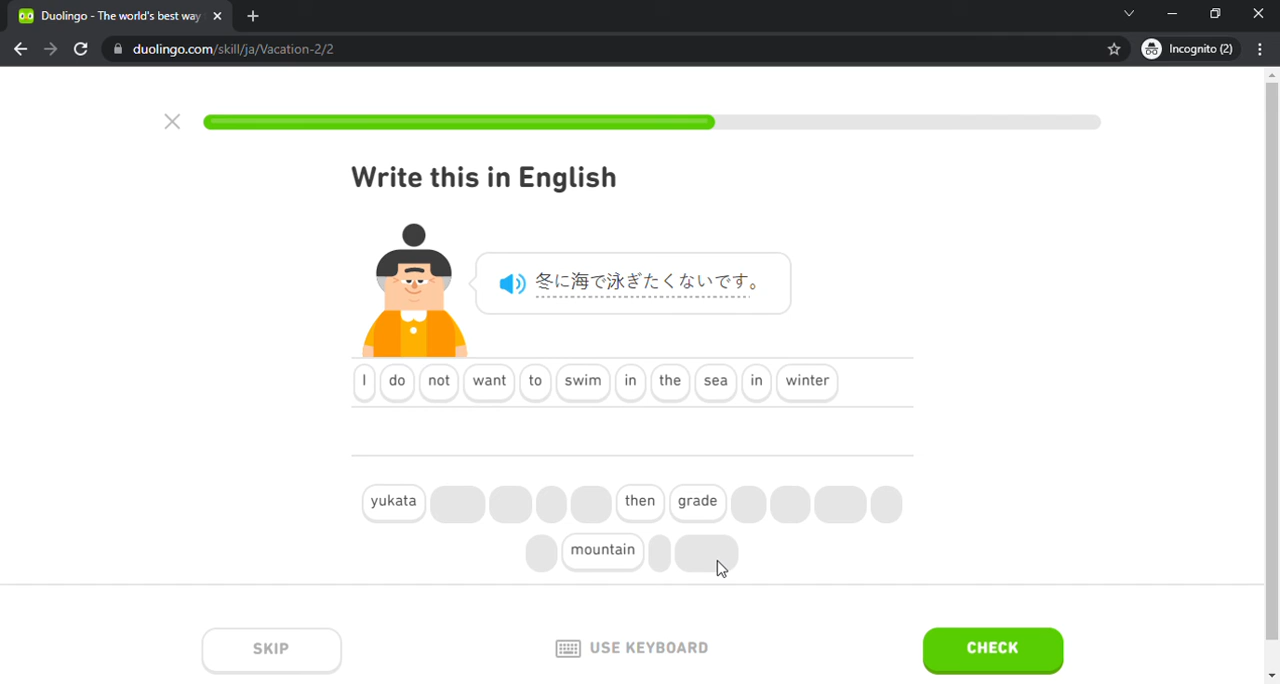 Duolingo - The world's best way
duolingo.com/skill/ja/Vacation-2/2
Incognito (2)
Write this in English
冬に海で泳ぎたくないです。
I do not want to swim in the sea in winter
yukata then grade
mountain
SKIP USE KEYBOARD CHECK